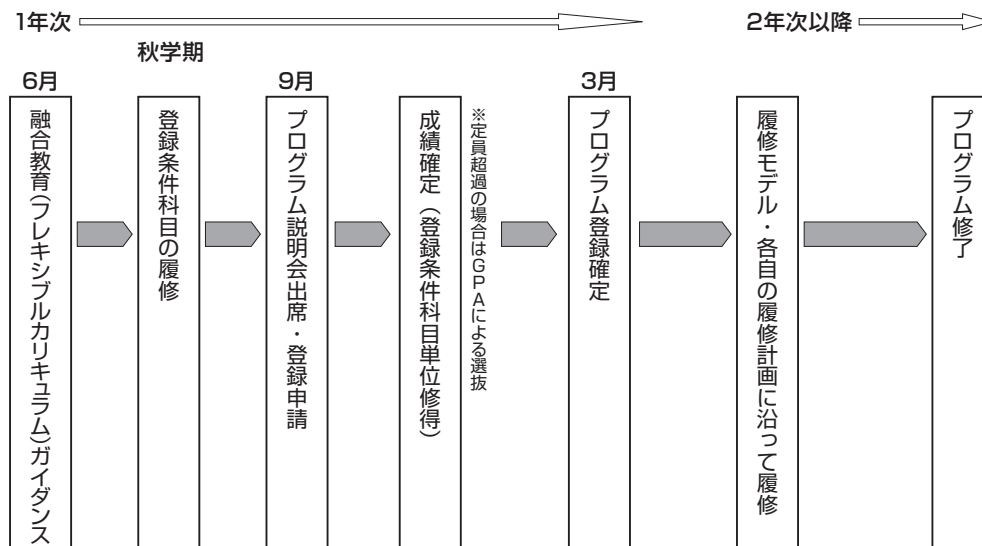 1年次
2年次以降
秋学期
6月
9月
3月
融合教育(フレキシブルカリキュラム)ガイダンス
登録条件科目の履修
プログラム説明会出席・登録申請
成績確定（登録条件科目単位修得）
※定員超過の場合はGPAによる選抜
プログラム登録確定
履修モデル・各自の履修計画に沿って履修
プログラム修了